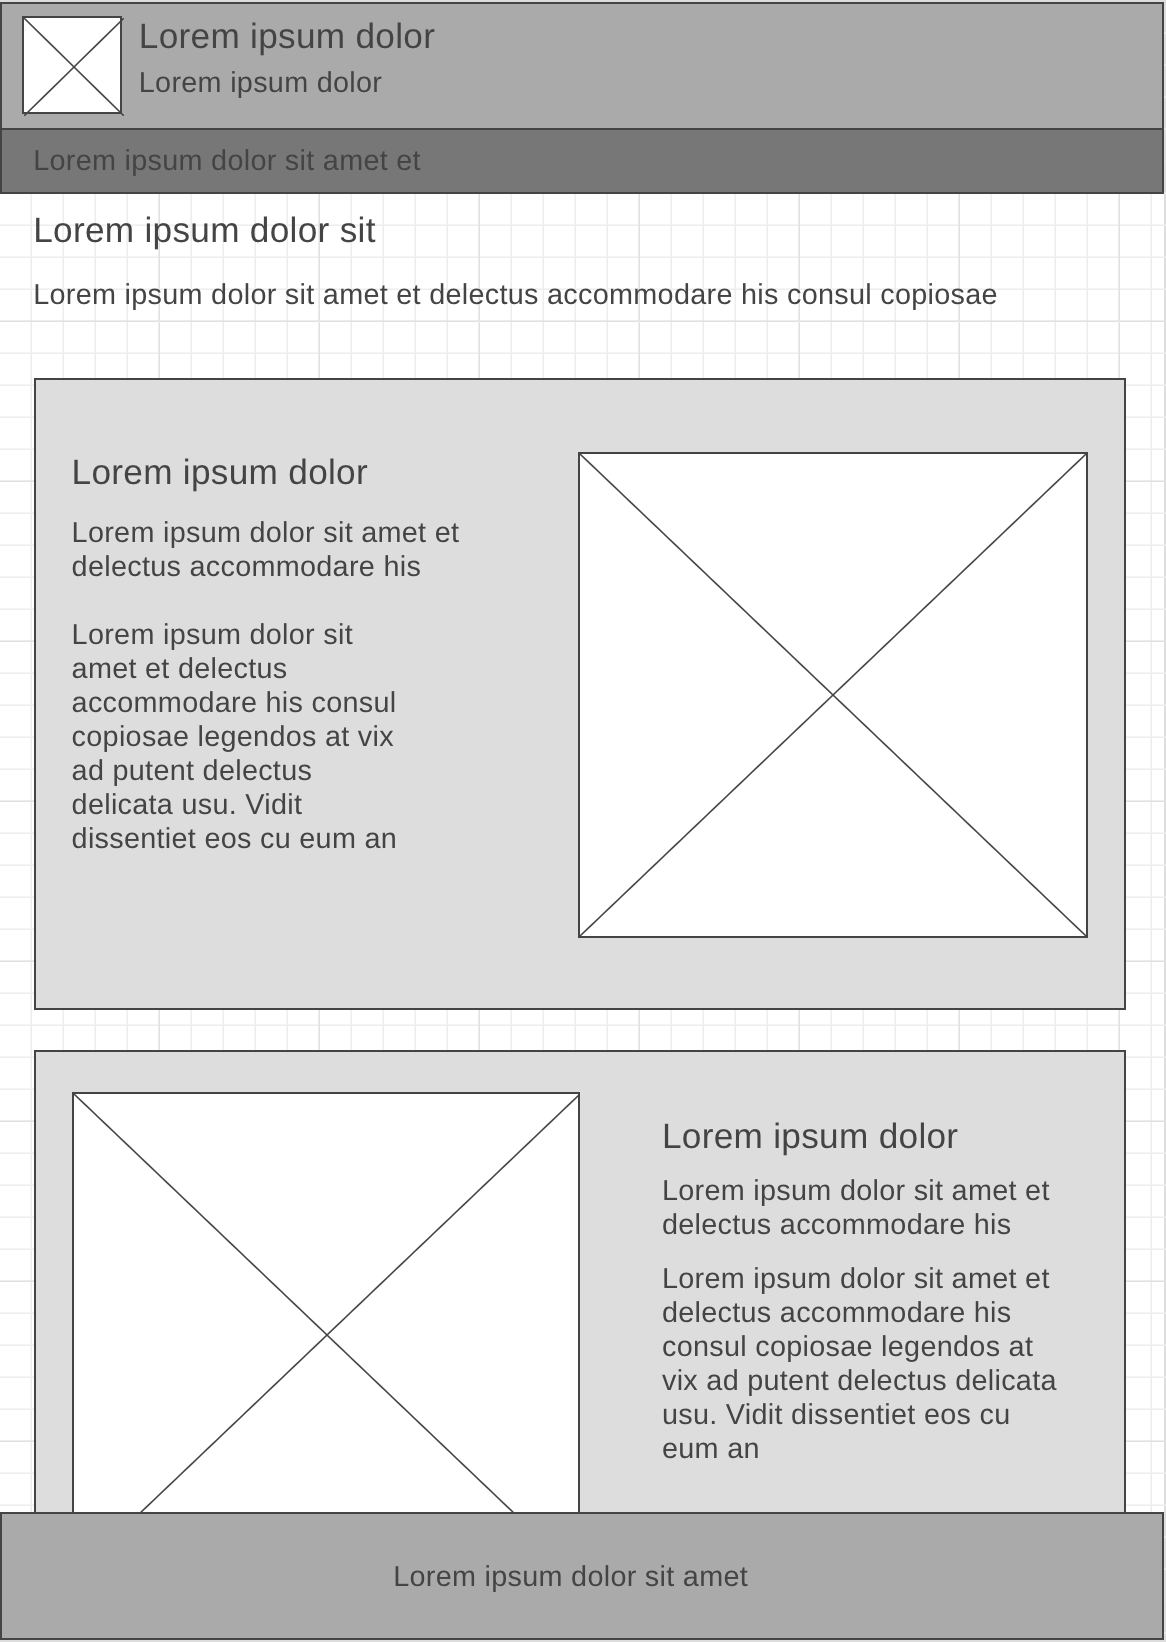 Lorem ipsum dolor
Lorem ipsum dolor
Lorem ipsum dolor sit amet et
Lorem ipsum dolor sit
Lorem ipsum dolor sit amet et delectus accommodare his consul copiosae
Lorem ipsum dolor
Lorem ipsum dolor sit amet et
delectus accommodare his
Lorem ipsum dolor sit
amet et delectus
accommodare his consul
copiosae legendos at vix
ad putent delectus
delicata usu. Vidit
dissentiet eos cu eum an
Lorem ipsum dolor
Lorem ipsum dolor sit amet et
delectus accommodare his
Lorem ipsum dolor sit amet et
delectus accommodare his
consul copiosae legendos at
vix ad putent delectus delicata
usu. Vidit dissentiet eos cu
eum an
Lorem ipsum dolor sit amet